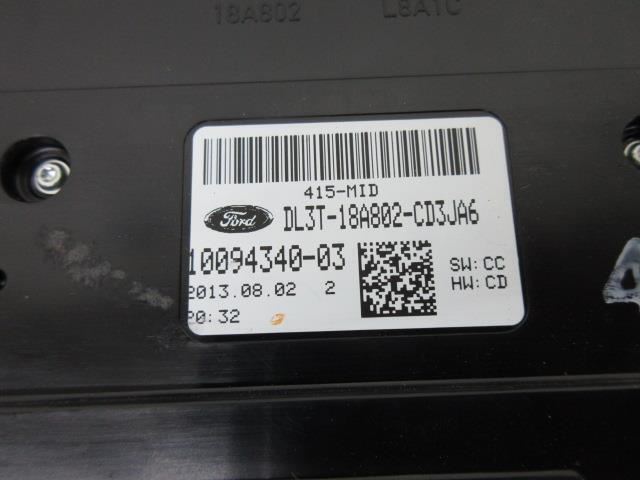 18A802 L8A1C
415-MID
Ford DL3T-18A802-CD3JA6
10094340-03
SW:CC
2013.08.02 2 HW:CD
20:32